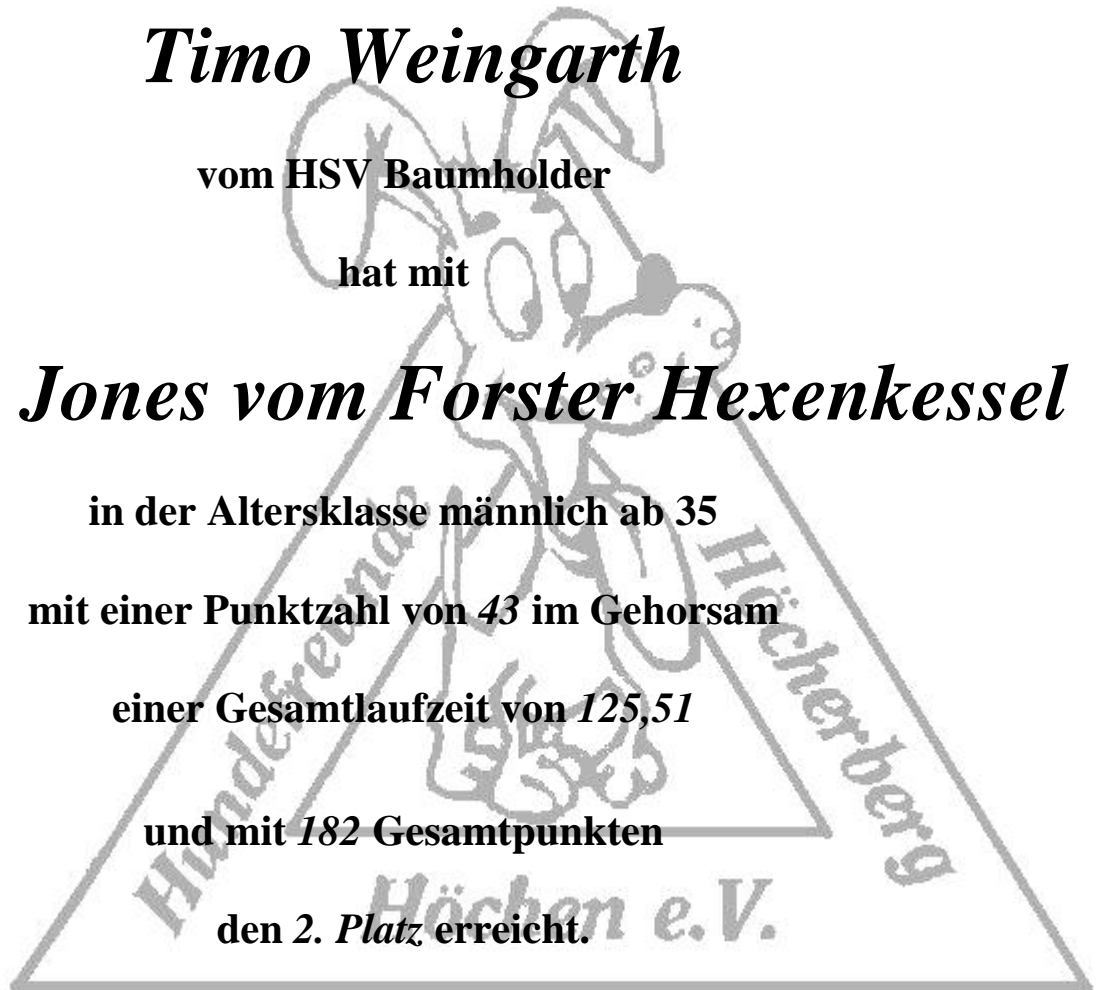 Timo Weingarth
vom HSV Baumholder
hat mit
Jones vom Forster Hexenkessel
in der Altersklasse männlich ab 35
mit einer Punktzahl von 43 im Gehorsam
einer Gesamtlaufzeit von 125,51
und mit 182 Gesamtpunkten
den 2. Platz erreicht.
Hundefreunde
Höcherberg
Höchen e.V.